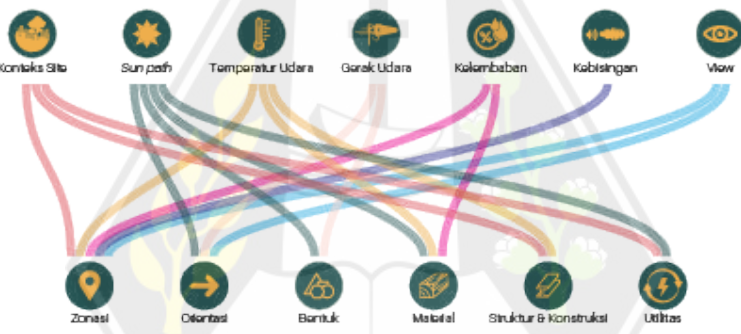 Konteks Site
Sun path
Temperatur Udara
Gerak Udara
Kelembaban
Kebisingan
View
Zonasi
Orientasi
Bentuk
Material
Struktur & Konstruksi
Utilitas